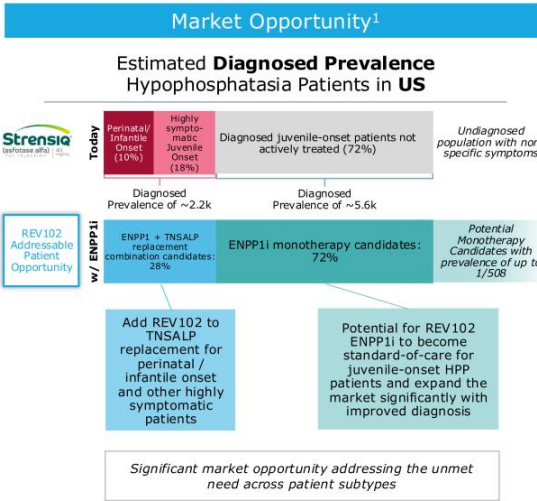 Market Opportunity1
Estimated Diagnosed Prevalence
Hypophosphatasia Patients in US
Strensiq
(asfotase alfa)
Today
Perinatal/
Infantile
Onset
(10%)
Highly
sympto-
matic
Juvenile
Onset
(18%)
Diagnosed juvenile-onset patients not
actively treated (72%)
Undiagnosed
population with non
specific symptoms
Diagnosed
Prevalence of ~2.2k
Diagnosed
Prevalence of ~5.6k
REV102
Addressable
Patient
Opportunity
w/ ENPP1i
ENPP1 + TNSALP
replacement
combination candidates:
28%
ENPP1i monotherapy candidates:
72%
Potential
Monotherapy
Candidates with
prevalence of up to
1/508
Add REV102 to
TNSALP
replacement for
perinatal /
infantile onset
and other highly
symptomatic
patients
Potential for REV102
ENPP1i to become
standard-of-care for
juvenile-onset HPP
patients and expand the
market significantly with
improved diagnosis
Significant market opportunity addressing the unmet
need across patient subtypes